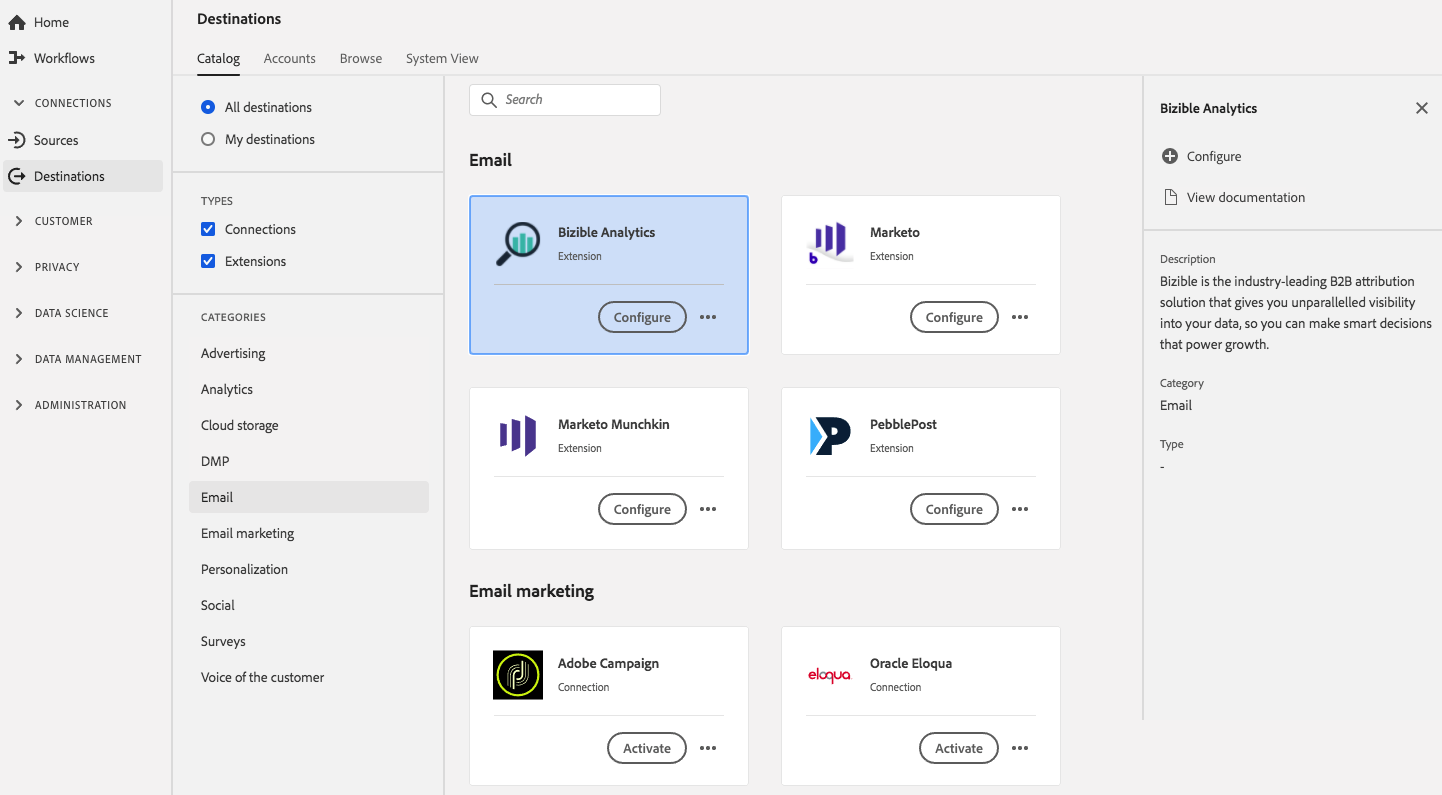 Home
Workflows
CONNECTIONS
Sources
Destinations
CUSTOMER
PRIVACY
DATA SCIENCE
DATA MANAGEMENT
ADMINISTRATION
Destinations
Catalog Accounts Browse System View
All destinations
My destinations
TYPES
Connections
Extensions
CATEGORIES
Advertising
Analytics
Cloud storage
DMP
Email
Email marketing
Personalization
Social
Surveys
Voice of the customer
Search
Email
Bizible Analytics
Extension
Configure
Marketo
Extension
Configure
Marketo Munchkin
Extension
Configure
PebblePost
Extension
Configure
Email marketing
Adobe Campaign
Connection
Activate
eloqua
Oracle Eloqua
Connection
Activate
Bizible Analytics
Configure
View documentation
Description
Bizible is the industry-leading B2B attribution
solution that gives you unparallelled visibility
into your data, so you can make smart decisions
that power growth.
Category
Email
Type
-